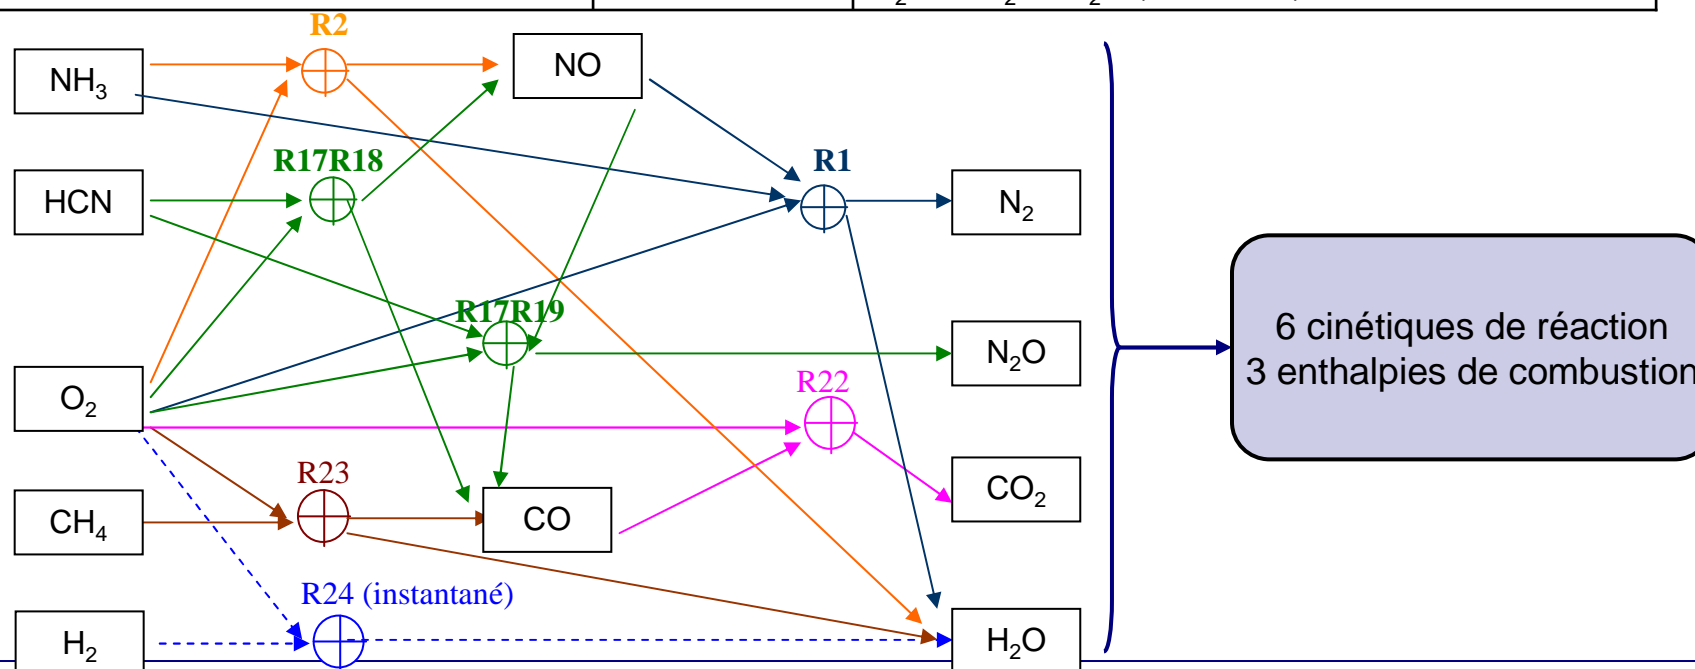 R2
NH₃
NO
R17R18
R1
HCN
N₂
R17R19
N₂O
6 cinétiques de réaction
3 enthalpies de combustion
O₂
R22
R23
CO₂
CH₄
CO
R24 (instantané)
H₂
H₂O